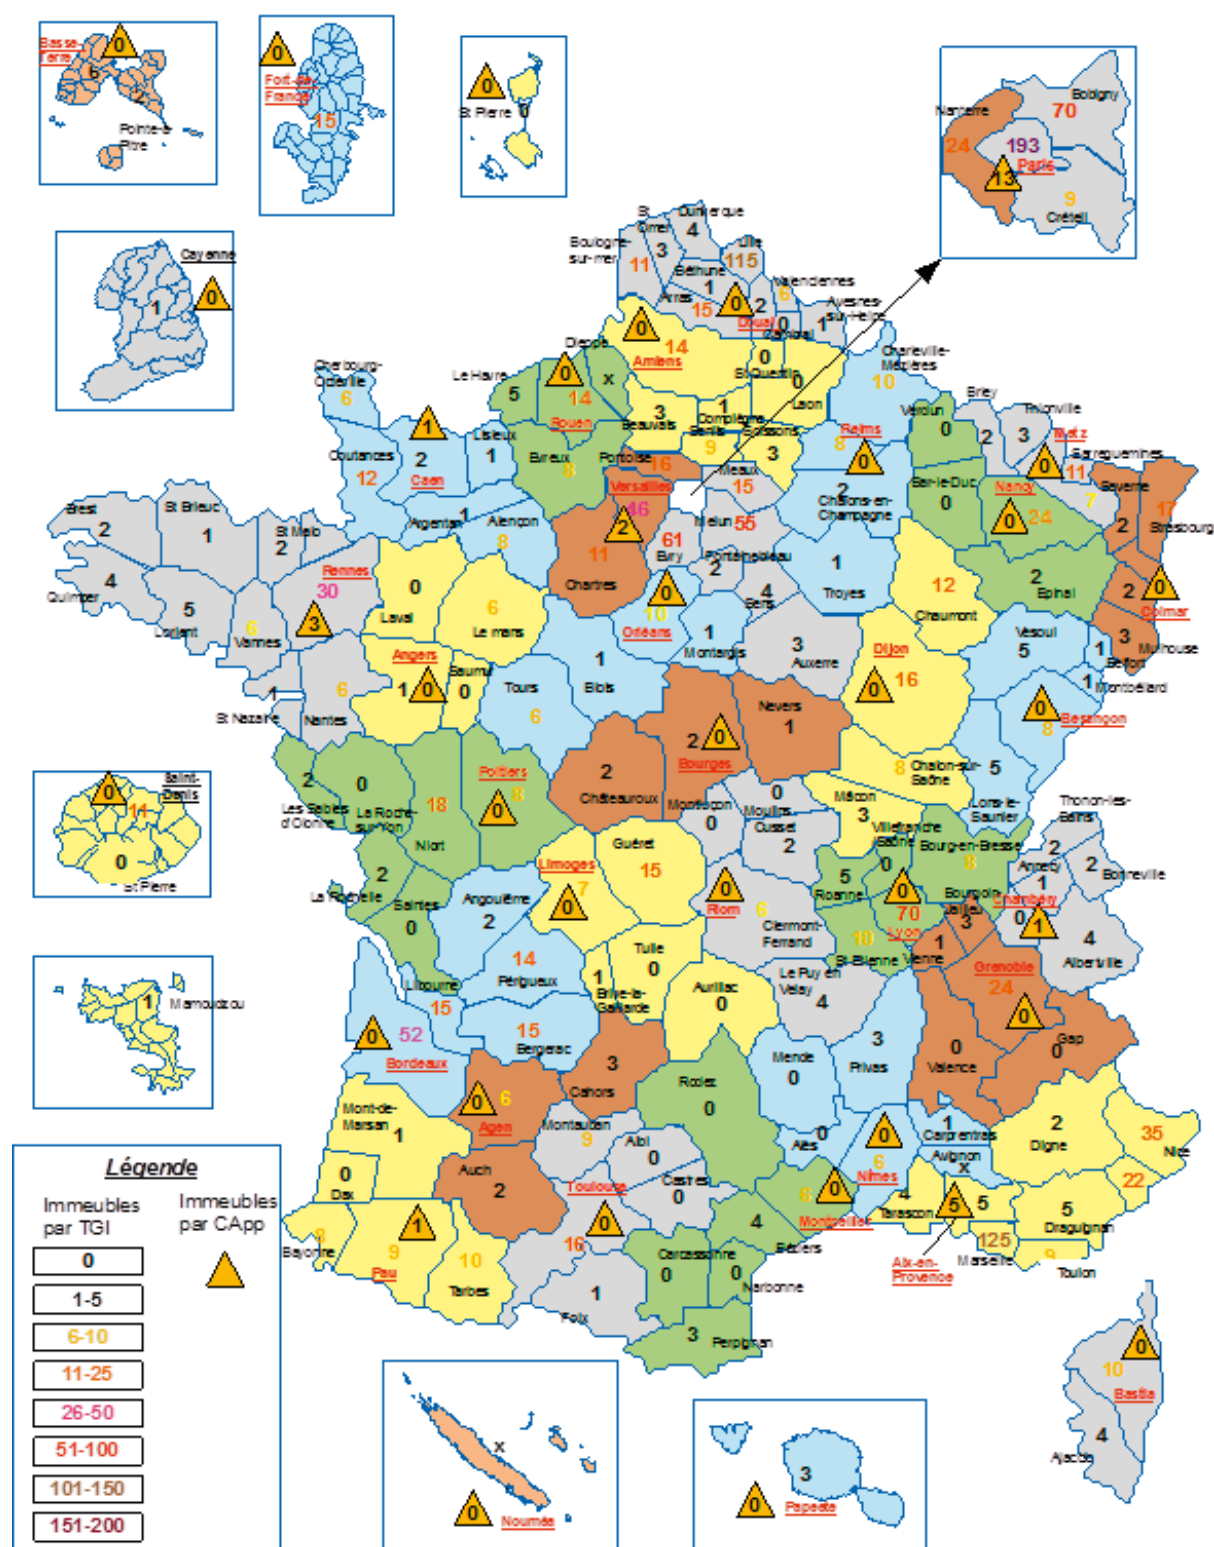 Basse-
Terre
0
6
2
Pointe-à
Pitre
0
Fort-de-
France
15
0
St Pierre
0
Nanterre
Bobigny
70
24
193
Paris
13
9
Créteil
Cayenne
0
1
St
Omer
Dunkerque
4
Boulogne-
sur-mer
11
3
Lille
115
Béthune
1
Valenciennes
6
Arras
15
0
Douai
2
Cambrai
0
Avesnes-
sur-Helpe
1
0
Amiens
14
St Quentin
0
Laon
0
Charleville-
Mézières
10
Dieppe
x
Le Havre
5
0
14
Rouen
Cherbourg-
Octeville
6
1
Lisieux
1
Coutances
12
2
Caen
Evreux
8
Beauvais
3
Compiègne
1
Senlis
9
Soissons
3
Reims
8
0
Verdun
0
Briey
2
Thionville
3
Metz
0
Sarreguemines
11
Pontoise
16
Meaux
15
Châlons-en-
Champagne
2
Bar-le-Duc
0
Nancy
0
24
7
Saverne
2
17
Strasbourg
Versailles
46
2
Argentan
1
Alençon
8
Melun
55
61
Evry
Fontainebleau
2
11
Chartres
Brest
2
St Brieuc
1
St Malo
2
Rennes
30
3
Quimper
4
5
Lorient
6
Vannes
0
Laval
6
Le mans
0
10
Orléans
1
Montargis
4
Sens
1
Troyes
12
Chaumont
2
Epinal
2
0
Colmar
3
Mulhouse
Vesoul
5
1
Belfort
1
Montbéliard
3
Auxerre
Dijon
0
16
0
Besançon
8
Angers
1
0
Saumur
0
Tours
6
1
Blois
1
St Nazaire
6
Nantes
Nevers
1
2
0
Bourges
2
Châteauroux
2
Les Sables
d'Olonne
0
La Roche-
sur-Yon
18
Niort
Poitiers
8
0
8
Chalon-sur-
Saône
5
Lons-le-
Saunier
Montluçon
0
0
Moulins
Cusset
2
Mâcon
3
Villefranche
/Saône
0
Bourg-en-Bresse
8
Thonon-les-
Bains
2
Annecy
1
2
Bonneville
Chambéry
0
1
4
Albertville
0
Saint-
Denis
11
0
St Pierre
2
La Rochelle
Saintes
0
Angoulême
2
Limoges
7
0
Guéret
15
0
Riom
6
Clermont-
Ferrand
5
Roanne
0
70
Lyon
10
St-Etienne
Bourgoin-
Jallieu
3
1
Vienne
Grenoble
24
0
Mamoudzou
1
14
Périgueux
Tulle
0
1
Brive-la-
Gaillarde
Aurillac
0
Le Puy en
Velay
4
Libourne
15
0
52
Bordeaux
15
Bergerac
3
Cahors
Rodez
0
Mende
0
3
Privas
0
Valence
Gap
0
0
6
Agen
Mont-de-
Marsan
1
Montauban
9
Albi
0
Alès
0
0
6
Nîmes
1
Carpentras
Avignon
x
2
Digne
35
Nice
22
0
Dax
Auch
2
Toulouse
0
16
Castres
0
6
0
Montpellier
4
Béziers
4
Tarascon
5
5
5
Draguignan
Aix-en-
Provence
125
Marseille
9
Toulon
8
Bayonne
1
9
Pau
10
Tarbes
1
Foix
Carcassonne
0
0
Narbonne
3
Perpignan
0
10
Bastia
4
Ajaccio
x
0
Nouméa
3
0
Papeete
Légende
Immeubles
par TGI
Immeubles
par CApp
0
1-5
6-10
11-25
26-50
51-100
101-150
151-200